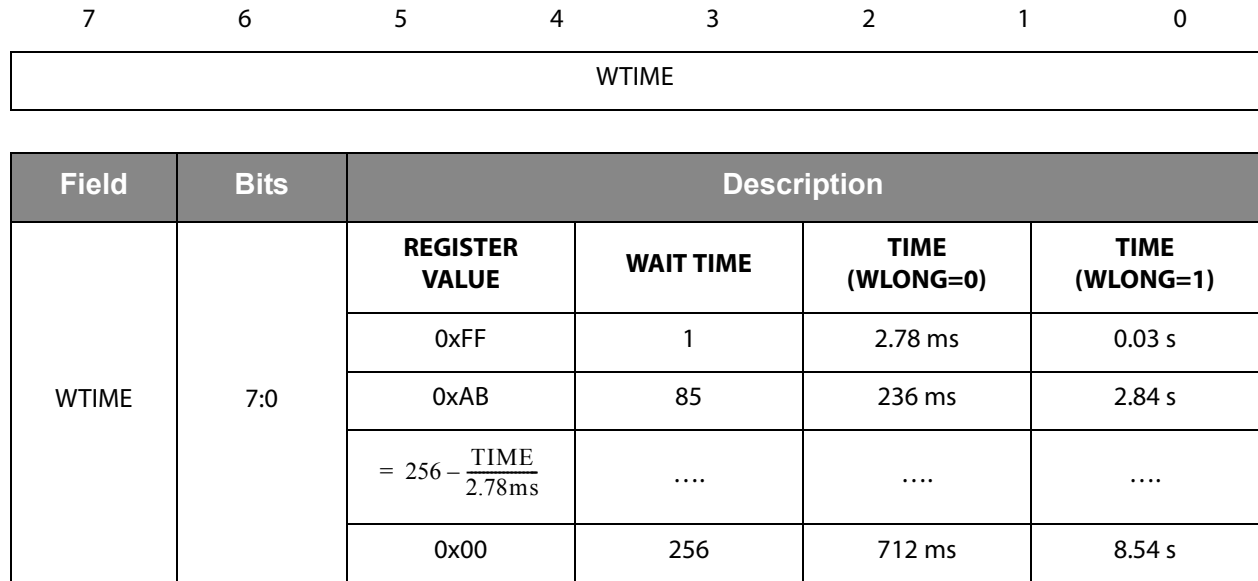 7 6 5 4 3 2 1 0
WTIME
Field Bits Description
REGISTER VALUE WAIT TIME TIME (WLONG=0) TIME (WLONG=1)
0xFF 1 2.78 ms 0.03 s
WTIME 7:0 0xAB 85 236 ms 2.84 s
= 256 – TIME/2.78ms …. …. ….
0x00 256 712 ms 8.54 s